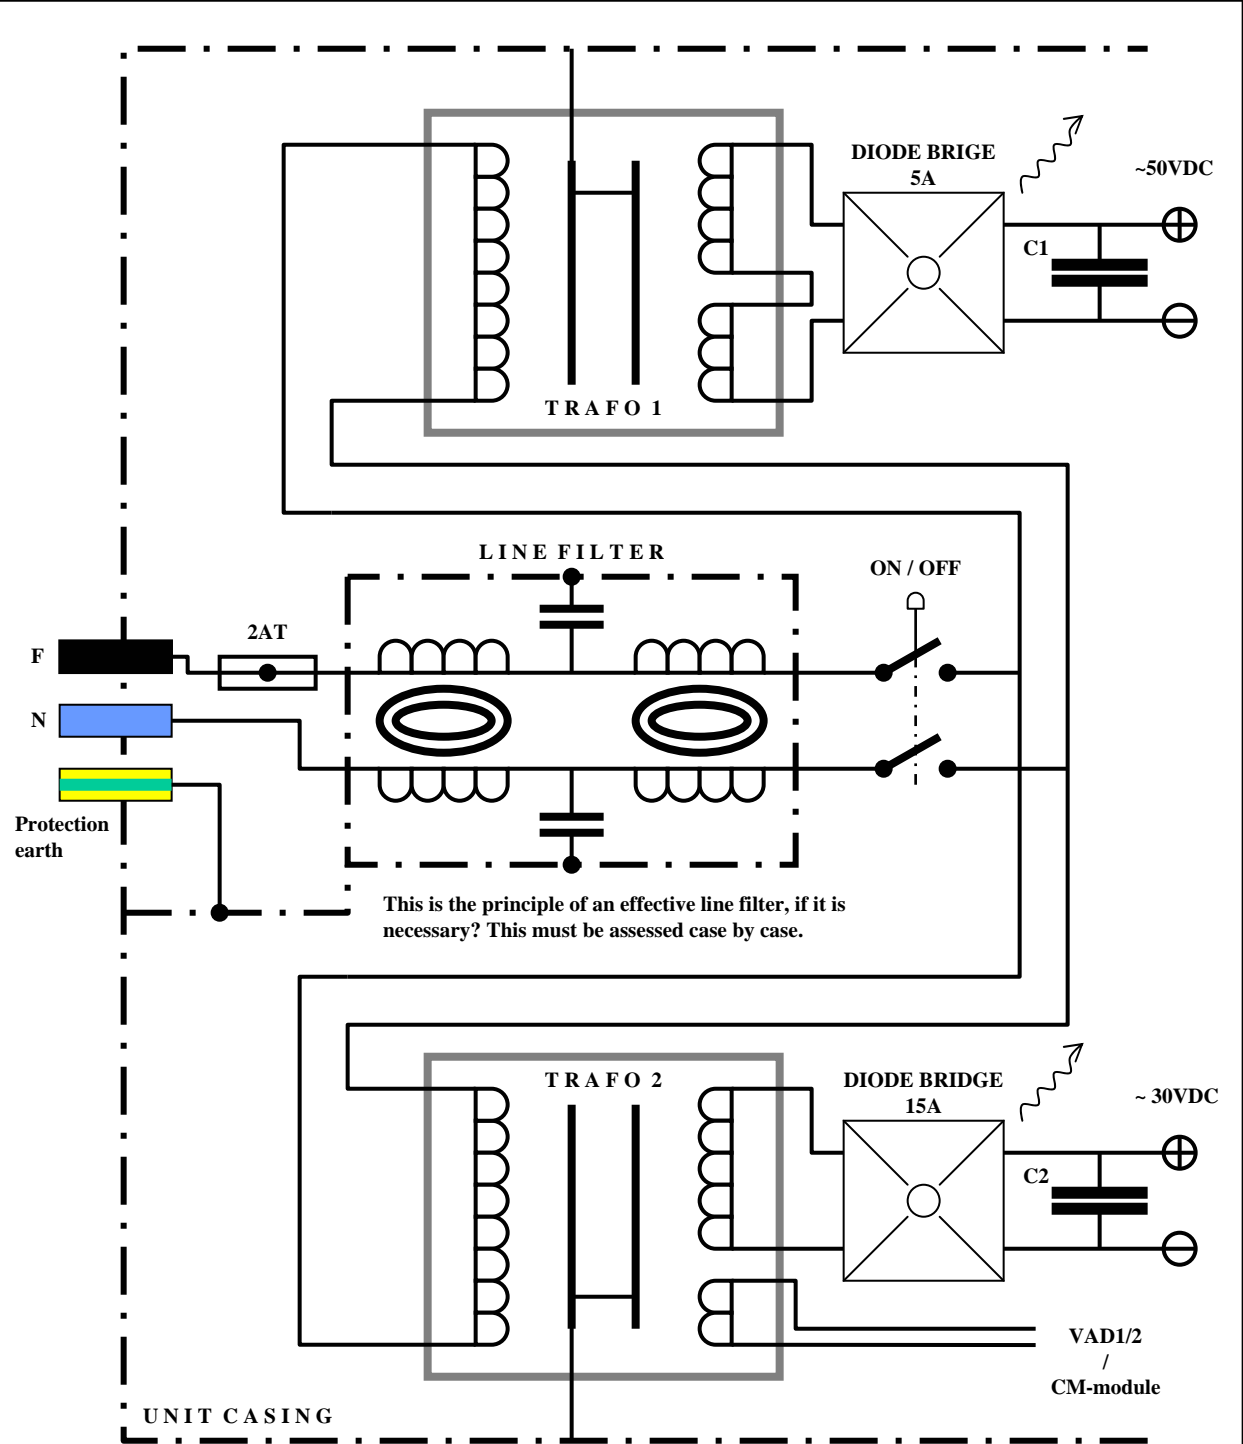 DIODE BRIGE
5A
~50VDC
C1
TRAFO 1
LINE FILTER
ON / OFF
2AT
F
N
Protection
earth
This is the principle of an effective line filter, if it is
necessary? This must be assessed case by case.
TRAFO 2
DIODE BRIDGE
15A
~ 30VDC
C2
VAD1/2
/
CM-module
UNIT CASING